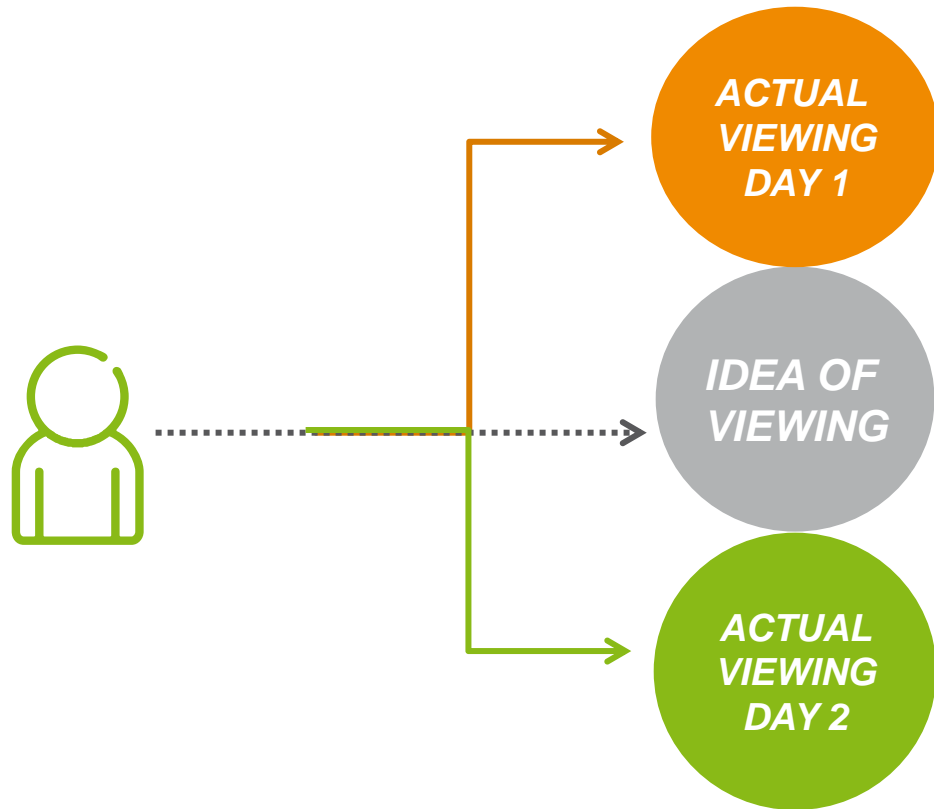 ACTUAL
VIEWING
DAY 1
IDEA OF
VIEWING
ACTUAL
VIEWING
DAY 2